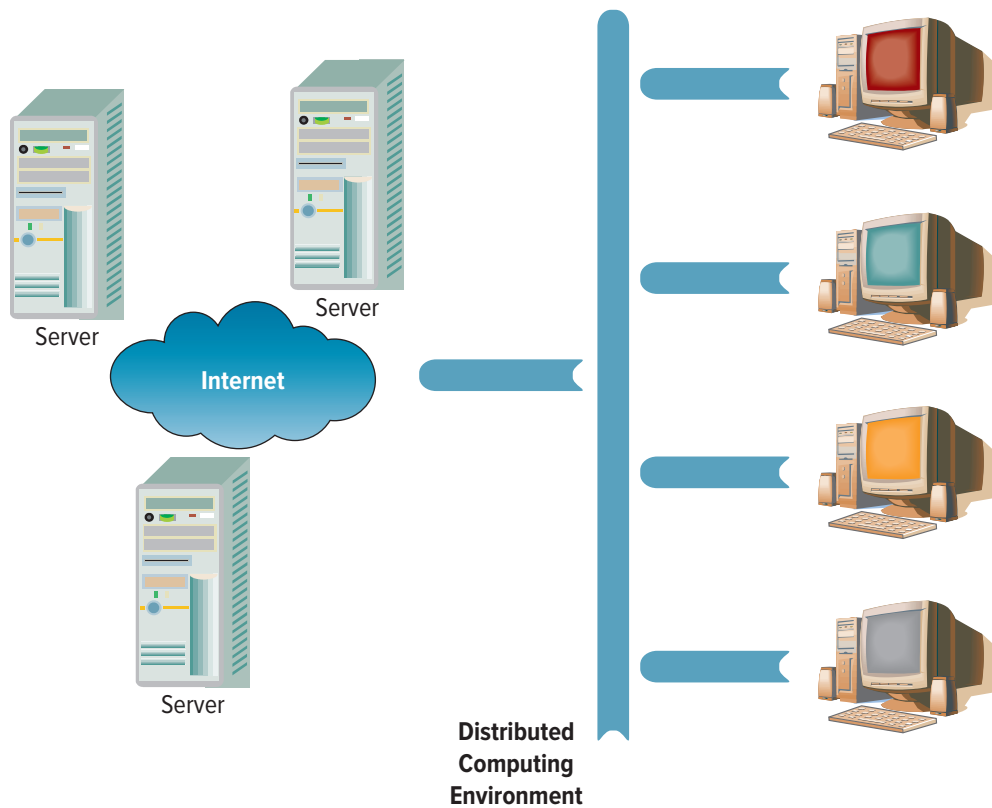 Server
Server
Internet
Server
Distributed
Computing
Environment